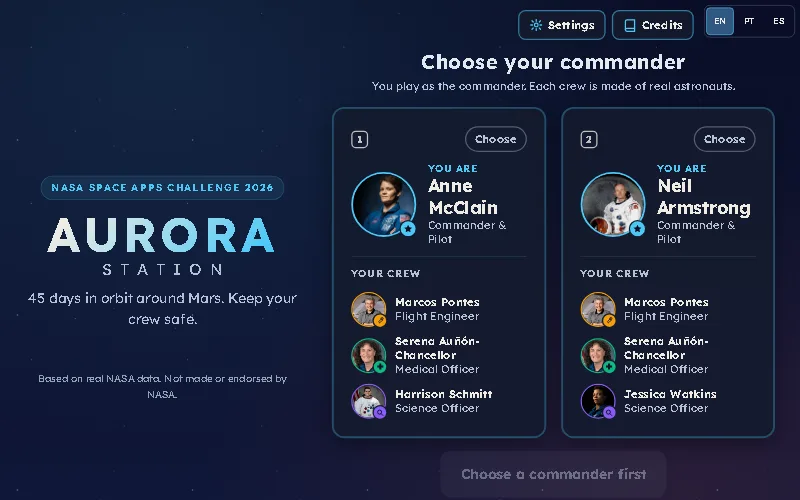 Settings
Credits
EN
PT
ES
Choose your commander
You play as the commander. Each crew is made of real astronauts.
NASA SPACE APPS CHALLENGE 2026
AURORA
STATION
45 days in orbit around Mars. Keep your
crew safe.
Based on real NASA data. Not made or endorsed by
NASA.
1
Choose
YOU ARE
Anne
McClain
Commander &
Pilot
YOUR CREW
Marcos Pontes
Flight Engineer
Serena Auñón-
Chancellor
Medical Officer
Harrison Schmitt
Science Officer
2
Choose
YOU ARE
Neil
Armstrong
Commander &
Pilot
YOUR CREW
Marcos Pontes
Flight Engineer
Serena Auñón-
Chancellor
Medical Officer
Jessica Watkins
Science Officer
Choose a commander first